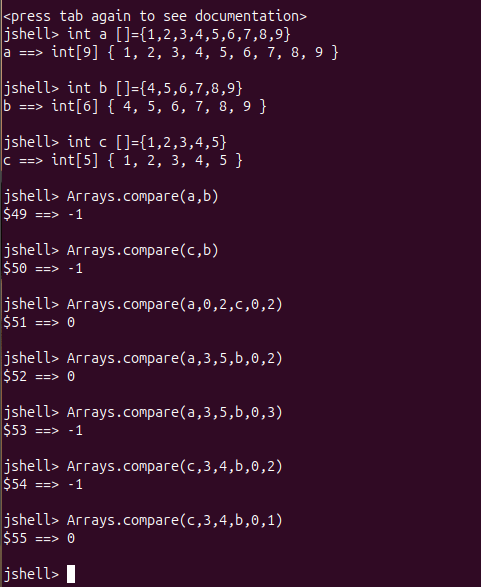 <press tab again to see documentation>
jshell> int a []={1,2,3,4,5,6,7,8,9}
a ==> int[9] { 1, 2, 3, 4, 5, 6, 7, 8, 9 }
jshell> int b []={4,5,6,7,8,9}
b ==> int[6] { 4, 5, 6, 7, 8, 9 }
jshell> int c []={1,2,3,4,5}
c ==> int[5] { 1, 2, 3, 4, 5 }
jshell> Arrays.compare(a,b)
$49 ==> -1
jshell> Arrays.compare(c,b)
$50 ==> -1
jshell> Arrays.compare(a,0,2,c,0,2)
$51 ==> 0
jshell> Arrays.compare(a,3,5,b,0,2)
$52 ==> 0
jshell> Arrays.compare(a,3,5,b,0,3)
$53 ==> -1
jshell> Arrays.compare(c,3,4,b,0,2)
$54 ==> -1
jshell> Arrays.compare(c,3,4,b,0,1)
$55 ==> 0
jshell>